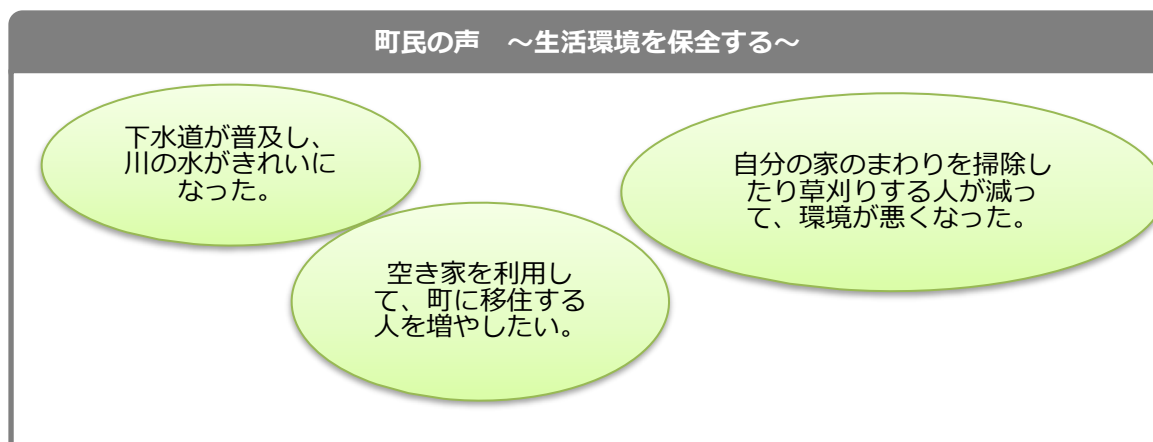 町民の声　～生活環境を保全する～
下水道が普及し、
川の水がきれいに
なった。
自分の家のまわりを掃除し
たり草刈りする人が減っ
て、環境が悪くなった。
空き家を利用し
て、町に移住する
人を増やしたい。